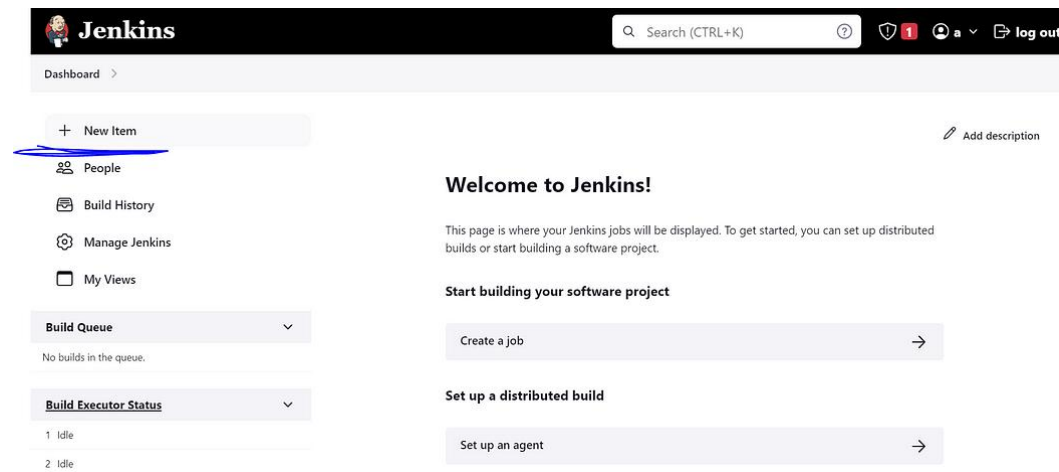 Jenkins
Search (CTRL+K)
1
a
log out
Dashboard
New Item
People
Build History
Manage Jenkins
My Views
Build Queue
No builds in the queue.
Build Executor Status
1 Idle
2 Idle
Add description
Welcome to Jenkins!
This page is where your Jenkins jobs will be displayed. To get started, you can set up distributed
builds or start building a software project.
Start building your software project
Create a job
Set up a distributed build
Set up an agent